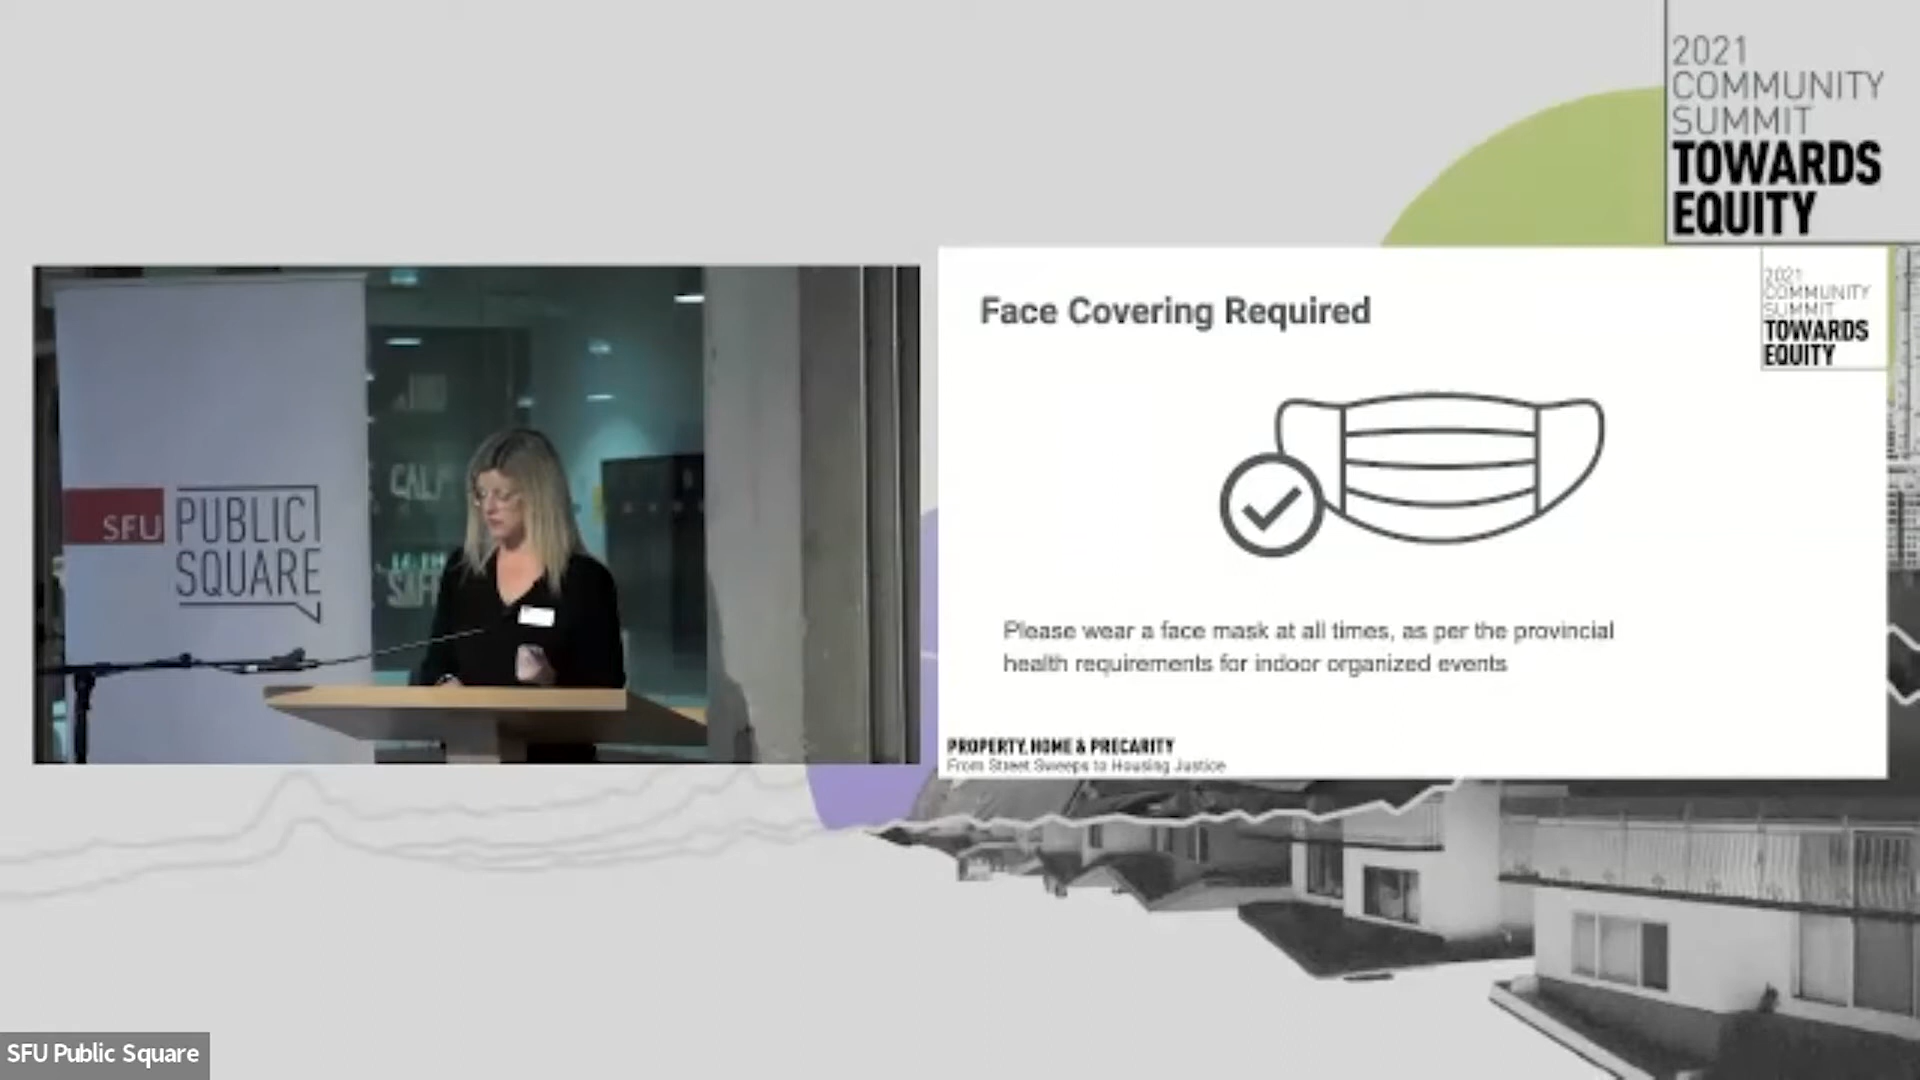 2021
COMMUNITY
SUMMIT
TOWARDS
EQUITY
SFU PUBLIC
SQUARE
CALM
SAFE
Face Covering Required
2021
COMMUNITY
SUMMIT
TOWARDS
EQUITY
Please wear a face mask at all times, as per the provincial
health requirements for indoor organized events
PROPERTY, HOME & PRECARITY
From Street Sweeps to Housing Justice
SFU Public Square